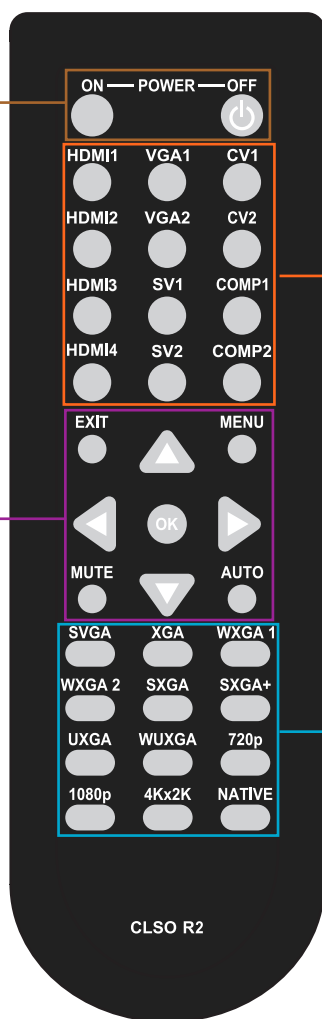 ON POWER OFF
HDMI1 VGA1 CV1
HDMI2 VGA2 CV2
HDMI3 SV1 COMP1
HDMI4 SV2 COMP2
EXIT MENU
OK
MUTE AUTO
SVGA XGA WXGA 1
WXGA 2 SXGA SXGA+
UXGA WUXGA 720p
1080p 4Kx2K NATIVE
CLSO R2